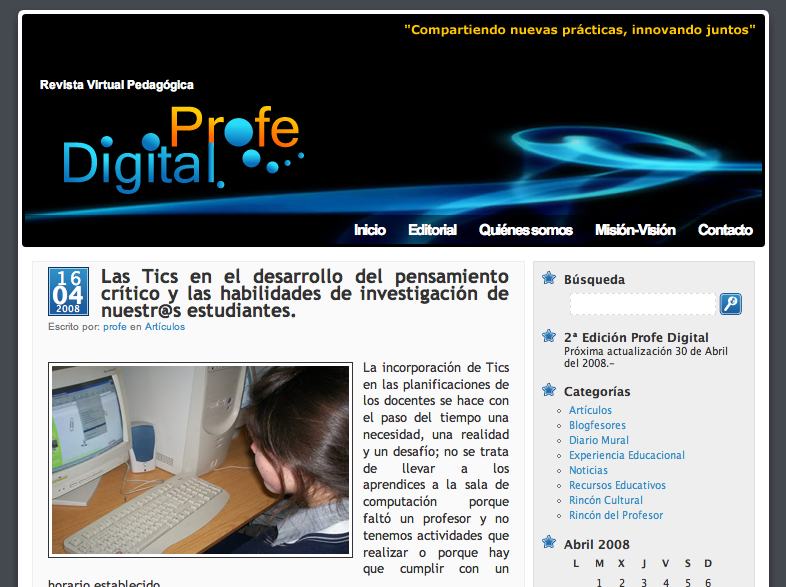 "Compartiendo nuevas prácticas, innovando juntos"
Revista Virtual Pedagógica
Profe
Digital
Inicio Editorial Quiénes somos Misión-Visión Contacto
16
04
2008
Las Tics en el desarrollo del pensamiento
crítico y las habilidades de investigación de
nuestr@s estudiantes.
Escrito por: profe en Artículos
La incorporación de Tics
en las planificaciones de
los docentes se hace con
el paso del tiempo una
necesidad, una realidad
y un desafío; no se trata
de llevar a los
aprendices a la sala de
computación porque
faltó un profesor y no
tenemos actividades que
realizar o porque hay
que cumplir con un
horario establecido
Búsqueda
2ª Edición Profe Digital
Próxima actualización 30 de Abril
del 2008.-
Categorías
Artículos
Blogfesores
Diario Mural
Experiencia Educacional
Noticias
Recursos Educativos
Rincón Cultural
Rincón del Profesor
Abril 2008
L M X J V S D
1 2 3 4 5 6